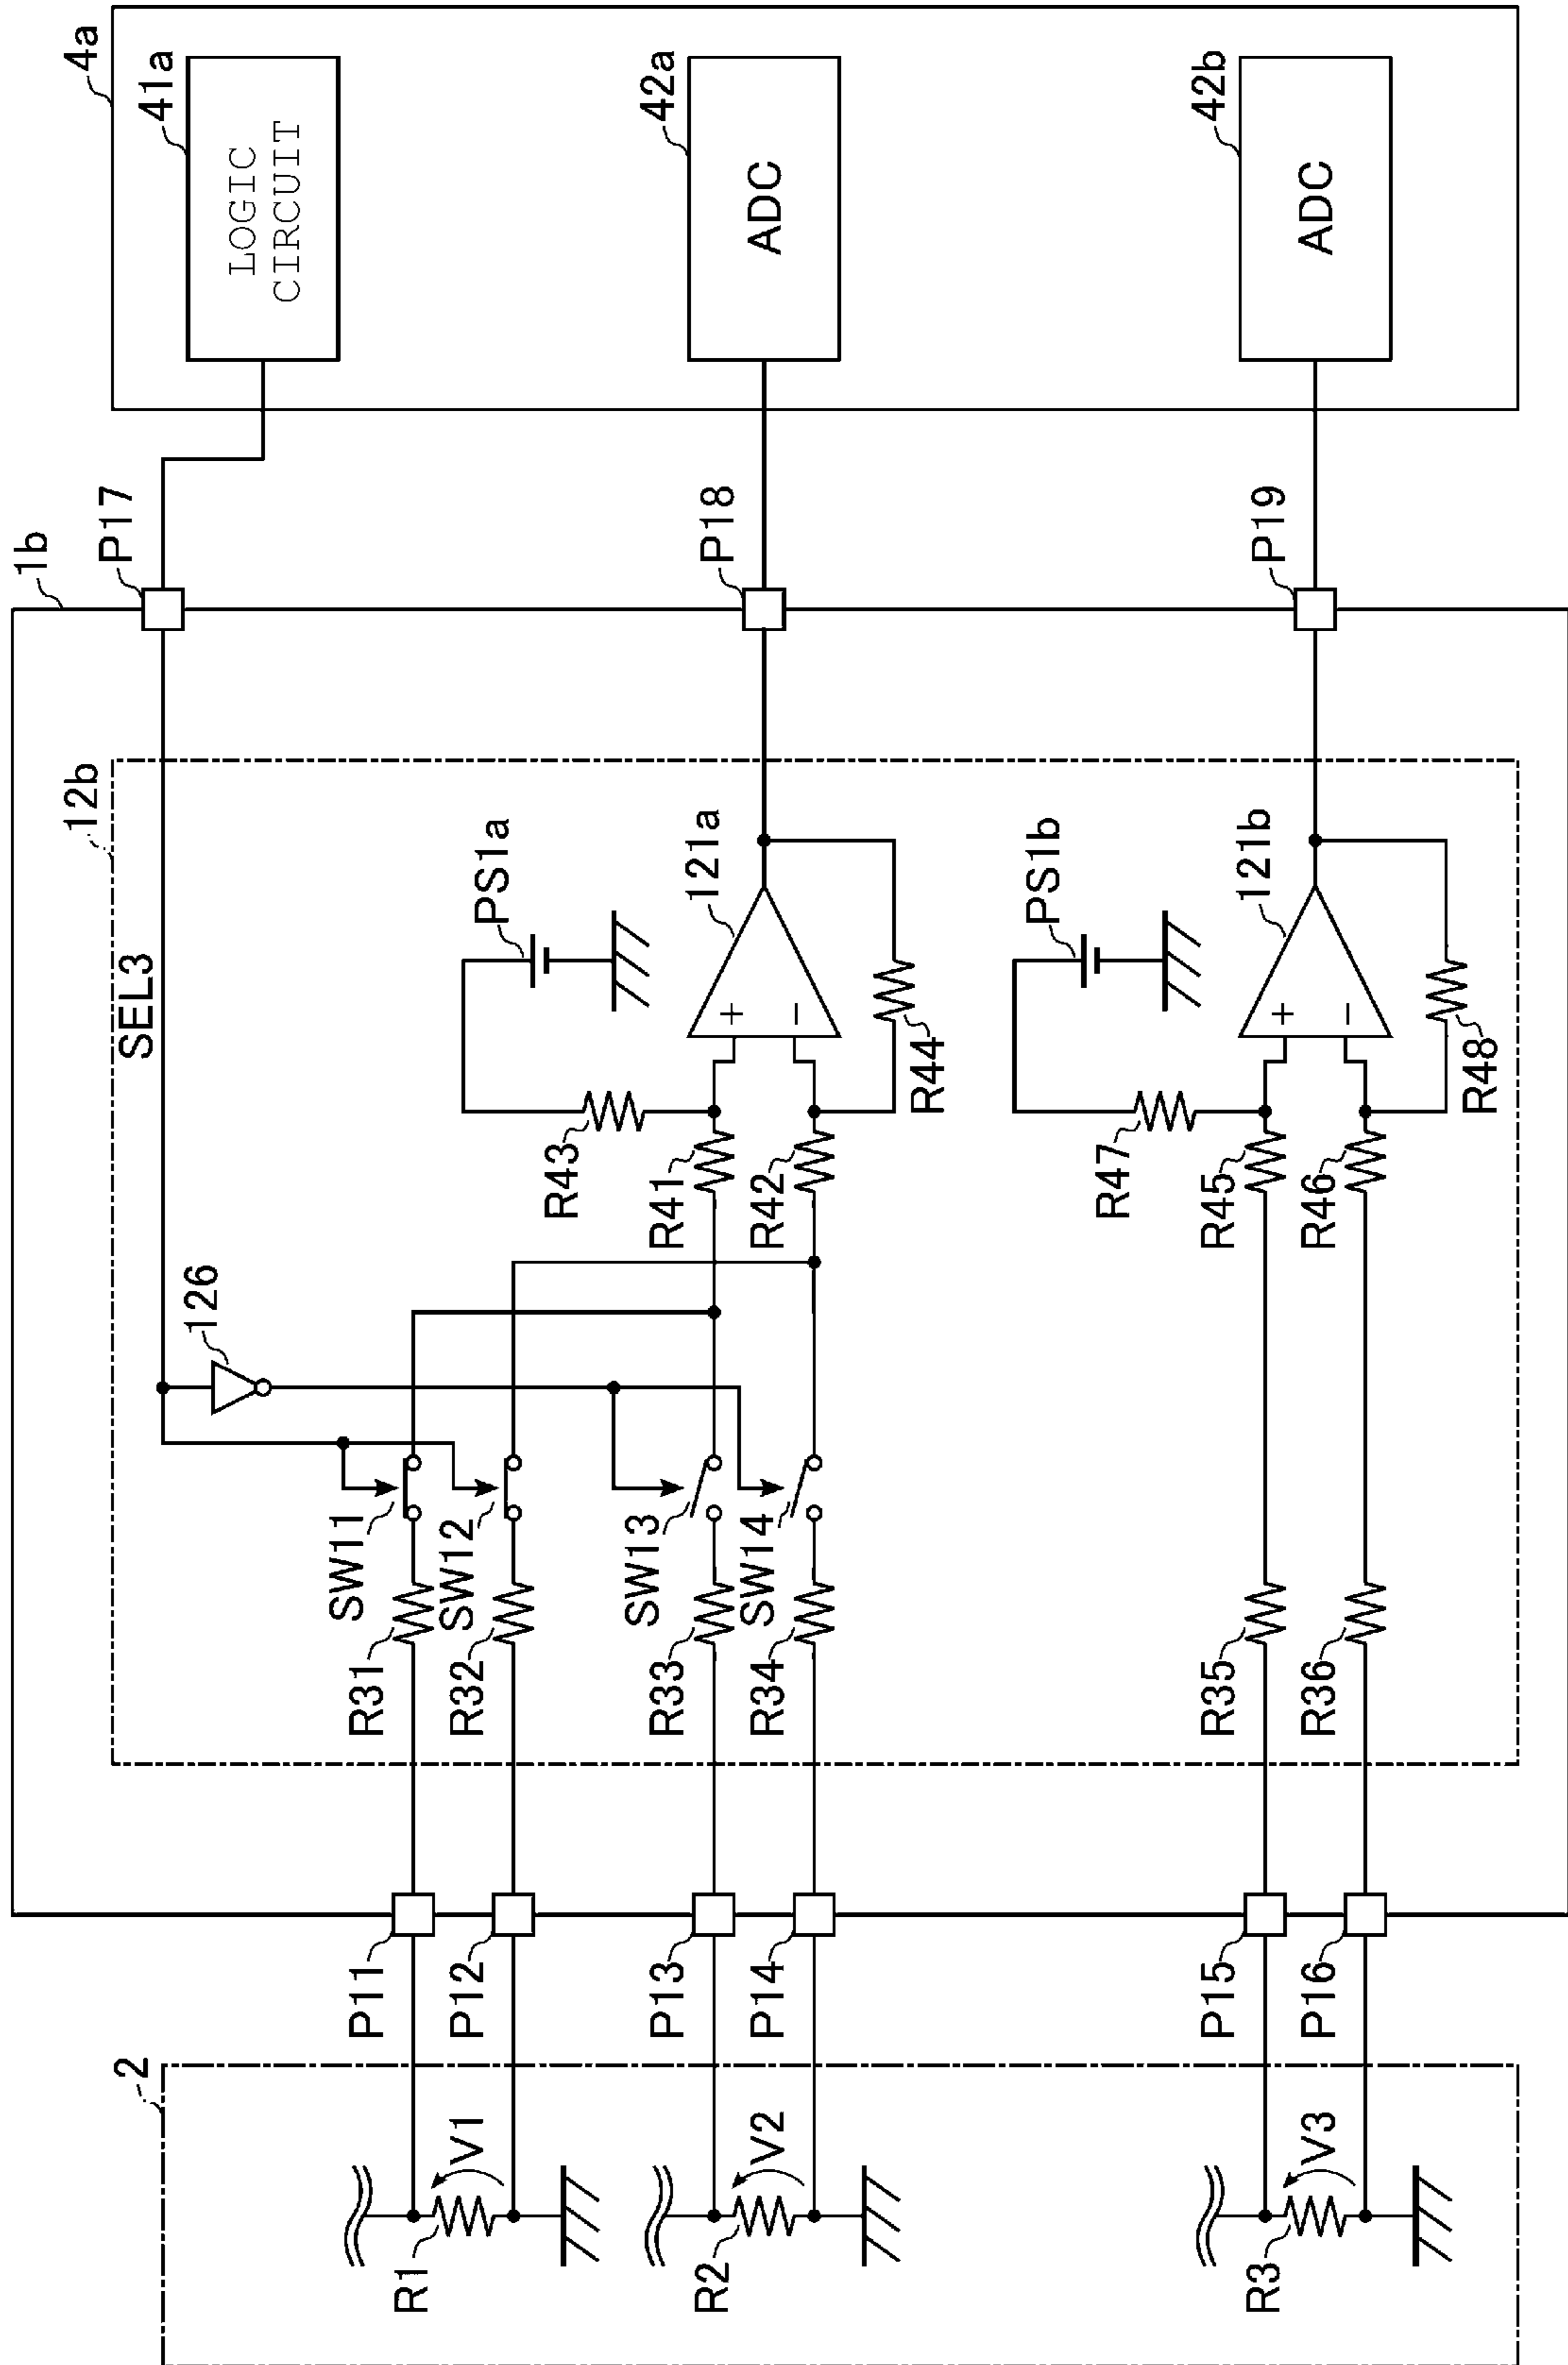 2
R1
V1
R2
V2
R3
V3
P11
P12
P13
P14
P15
P16
1b
12b
R31
R32
R33
R34
R35
R36
SW11
SW12
SW13
SW14
126
SEL3
R41
R42
R43
R44
PS1a
121a
+
−
R45
R46
R47
R48
PS1b
121b
+
−
P17
P18
P19
4a
41a
LOGIC
CIRCUIT
42a
ADC
42b
ADC